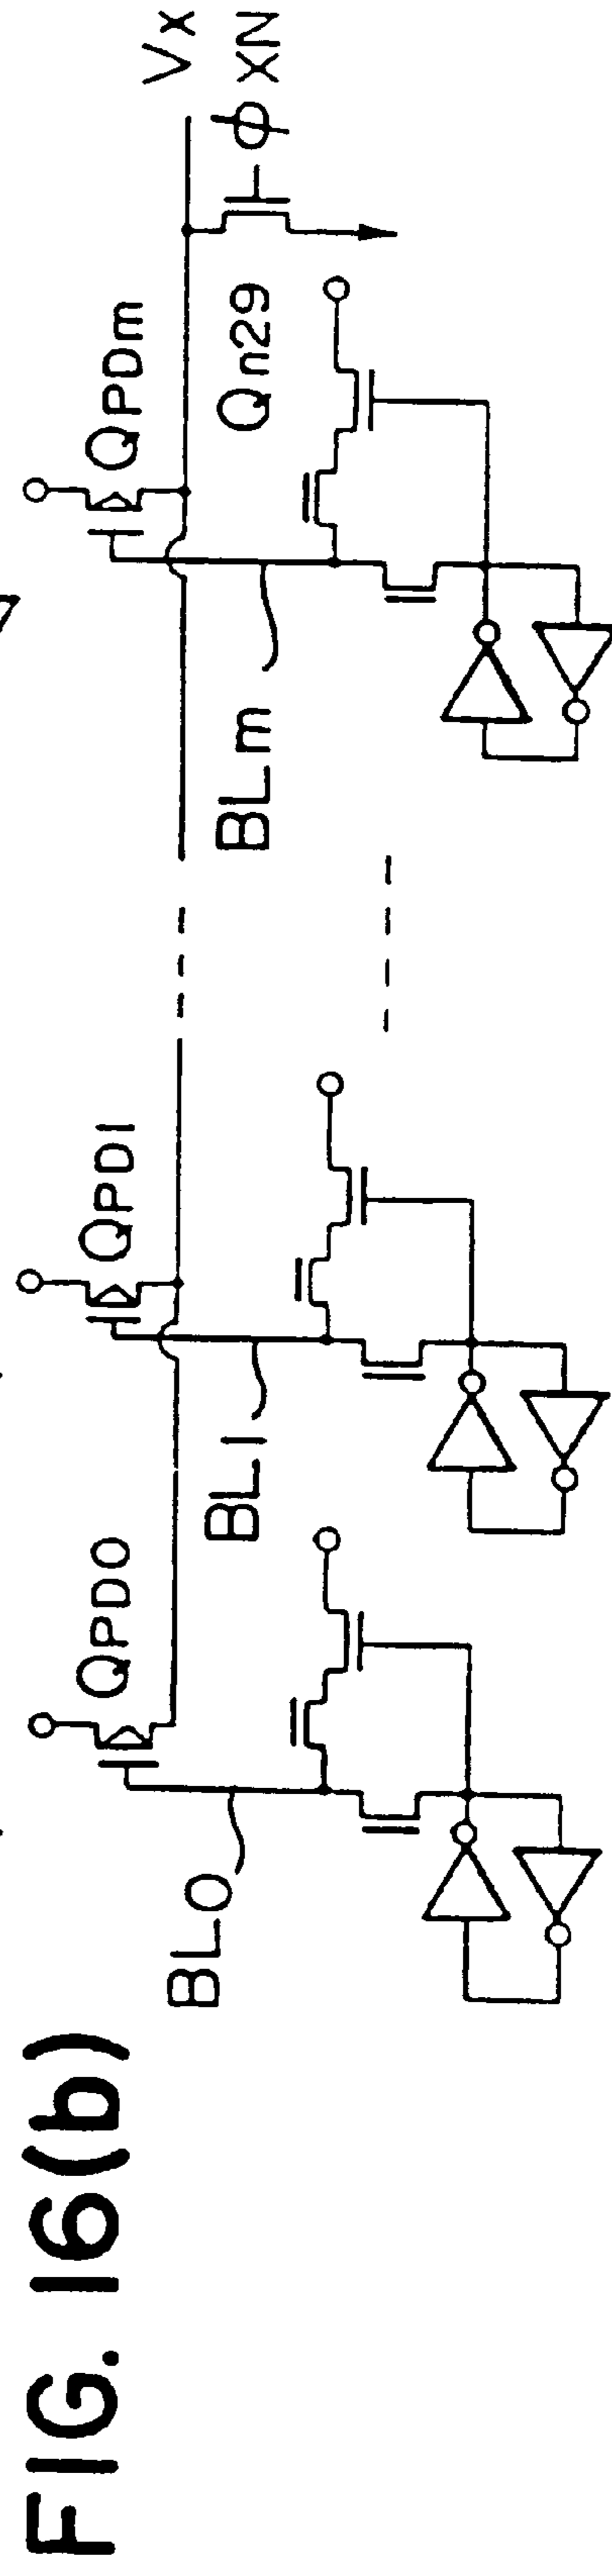 FIG. 16(b)
QPD0
QPD1
QPDm
Vx
φXN
Qn29
BL0
BL1
BLm